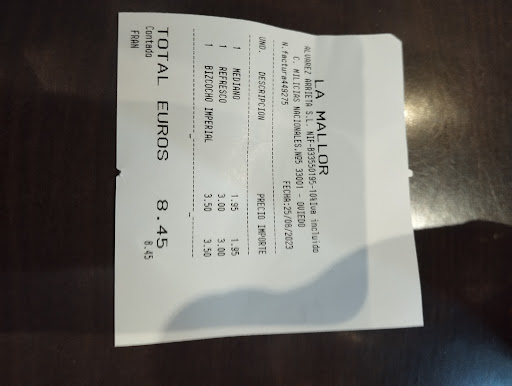 LA MALLOR
ALVAREZ ARRIETA S.L. NIF-B33550195-10%iva incluido
C. MILICIAS NACIONALES,Nº5 33001 - OVIEDO
N.factura449275 FECHA:25/08/2023
UND. DESCRIPCION PRECIO IMPORTE
1 MEDIANO 1.95 1.95
1 REFRESCO 3.00 3.00
1 BIZCOCHO IMPERIAL 3.50 3.50
TOTAL EUROS 8.45
Contado 8.45
FRAN